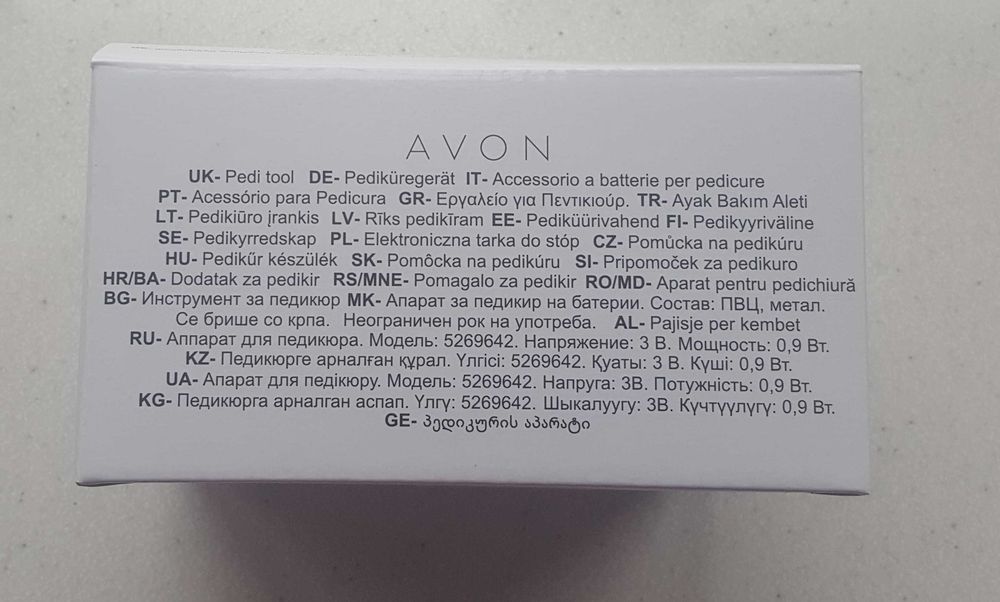 AVON
UK- Pedi tool DE- Pediküregerät IT- Accessorio a batterie per pedicure
PT- Acessório para Pedicura GR- Εργαλείο για Πεντικιούρ. TR- Ayak Bakım Aleti
LT- Pedikiūro įrankis LV- Rīks pedikīram EE- Pediküürivahend FI- Pedikyyriväline
SE- Pedikyrredskap PL- Elektroniczna tarka do stóp CZ- Pomůcka na pedikúru
HU- Pedikűr készülék SK- Pomôcka na pedikúru SI- Pripomoček za pedikuro
HR/BA- Dodatak za pedikir RS/MNE- Pomagalo za pedikir RO/MD- Aparat pentru pedichiură
BG- Инструмент за педикюр MK- Апарат за педикир на батерии. Состав: ПВЦ, метал.
Се брише со крпа. Неограничен рок на употреба. AL- Pajisje per kembet
RU- Аппарат для педикюра. Модель: 5269642. Напряжение: 3 В. Мощность: 0,9 Вт.
KZ- Педикюрге арналған құрал. Үлгісі: 5269642. Қуаты: 3 В. Күші: 0,9 Вт.
UA- Апарат для педікюру. Модель: 5269642. Напруга: 3В. Потужність: 0,9 Вт.
KG- Педикюрга арналган аспап. Үлгү: 5269642. Шыкалуугу: 3В. Күчтүүлүгү: 0,9 Вт.
GE- პედიკურის აპარატი